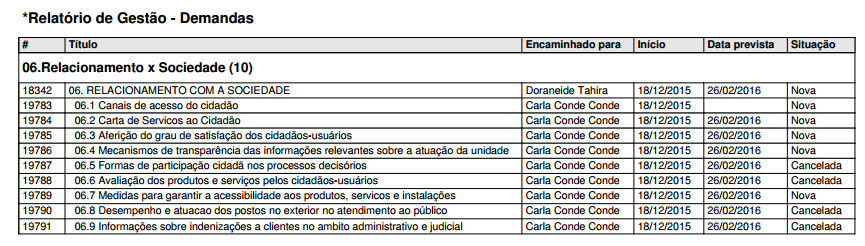 *Relatório de Gestão - Demandas
# Título Encaminhado para Início Data prevista Situação
06.Relacionamento x Sociedade (10)
18342 06. RELACIONAMENTO COM A SOCIEDADE Doraneide Tahira 18/12/2015 26/02/2016 Nova
19783 06.1 Canais de acesso do cidadão Carla Conde Conde 18/12/2015 Nova
19784 06.2 Carta de Serviços ao Cidadão Carla Conde Conde 18/12/2015 26/02/2016 Nova
19785 06.3 Aferição do grau de satisfação dos cidadãos-usuários Carla Conde Conde 18/12/2015 26/02/2016 Nova
19786 06.4 Mecanismos de transparência das informações relevantes sobre a atuação da unidade Carla Conde Conde 18/12/2015 26/02/2016 Nova
19787 06.5 Formas de participação cidadã nos processos decisórios Carla Conde Conde 18/12/2015 26/02/2016 Cancelada
19788 06.6 Avaliação dos produtos e serviços pelos cidadãos-usuários Carla Conde Conde 18/12/2015 26/02/2016 Cancelada
19789 06.7 Medidas para garantir a acessibilidade aos produtos, servicos e instalações Carla Conde Conde 18/12/2015 26/02/2016 Nova
19790 06.8 Desempenho e atuacao dos postos no exterior no atendimento ao público Carla Conde Conde 18/12/2015 26/02/2016 Cancelada
19791 06.9 Informações sobre indenizações a clientes no ambito administrativo e judicial Carla Conde Conde 18/12/2015 26/02/2016 Cancelada